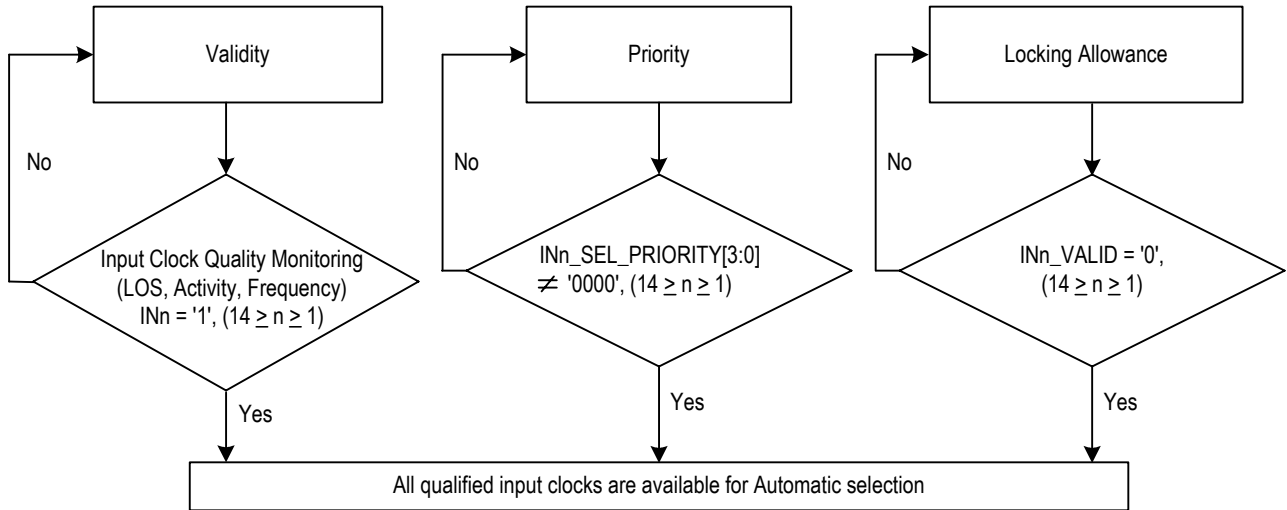 Validity
Priority
Locking Allowance
No
No
No
Input Clock Quality Monitoring
(LOS, Activity, Frequency)
INn = '1', (14 ≥ n ≥ 1)
INn_SEL_PRIORITY[3:0]
≠ '0000', (14 ≥ n ≥ 1)
INn_VALID = '0',
(14 ≥ n ≥ 1)
Yes
Yes
Yes
All qualified input clocks are available for Automatic selection